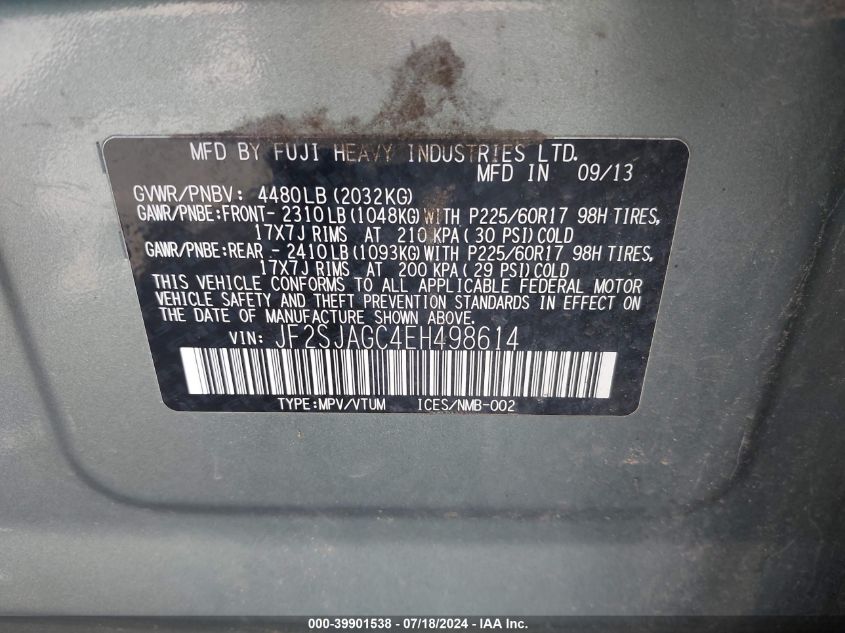 MFD BY FUJI HEAVY INDUSTRIES LTD.
MFD IN 09/13
GVWR/PNBV: 4480LB (2032KG)
GAWR/PNBE:FRONT- 2310LB (1048KG) WITH P225/60R17 98H TIRES,
17X7J RIMS AT 210 KPA( 30 PSI) COLD
GAWR/PNBE:REAR - 2410LB (1093KG) WITH P225/60R17 98H TIRES,
17X7J RIMS AT 200 KPA( 29 PSI) COLD
THIS VEHICLE CONFORMS TO ALL APPLICABLE FEDERAL MOTOR
VEHICLE SAFETY AND THEFT PREVENTION STANDARDS IN EFFECT ON
THE DATE OF MANUFACTURE SHOWN ABOVE.
VIN: JF2SJAGC4EH498614
TYPE:MPV/VTUM ICES/NMB-002
000-39901538 - 07/18/2024 - IAA Inc.